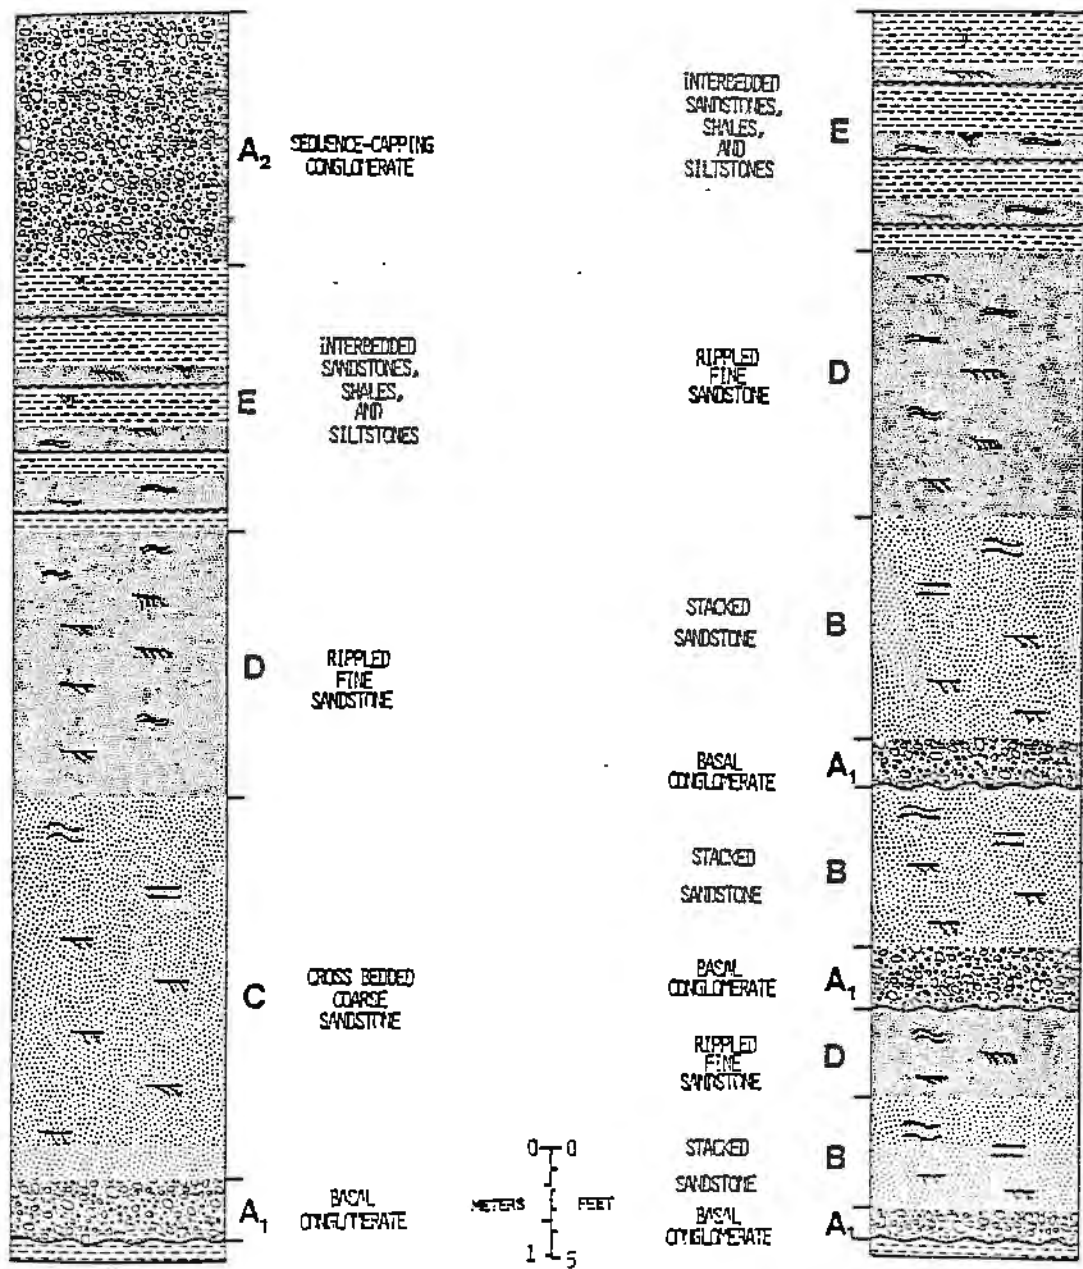 A2
SEQUENCE-CAPPING
CONGLOMERATE
E
INTERBEDDED
SANDSTONES,
SHALES,
AND
SILTSTONES
D
RIPPLED
FINE
SANDSTONE
C
CROSS BEDDED
COARSE
SANDSTONE
A1
BASAL
CONGLOMERATE
0 0
METERS FEET
1 5
INTERBEDDED
SANDSTONES,
SHALES,
AND
SILTSTONES
E
RIPPLED
FINE
SANDSTONE
D
STACKED
SANDSTONE
B
BASAL
CONGLOMERATE
A1
STACKED
SANDSTONE
B
BASAL
CONGLOMERATE
A1
RIPPLED
FINE
SANDSTONE
D
STACKED
SANDSTONE
B
BASAL
CONGLOMERATE
A1